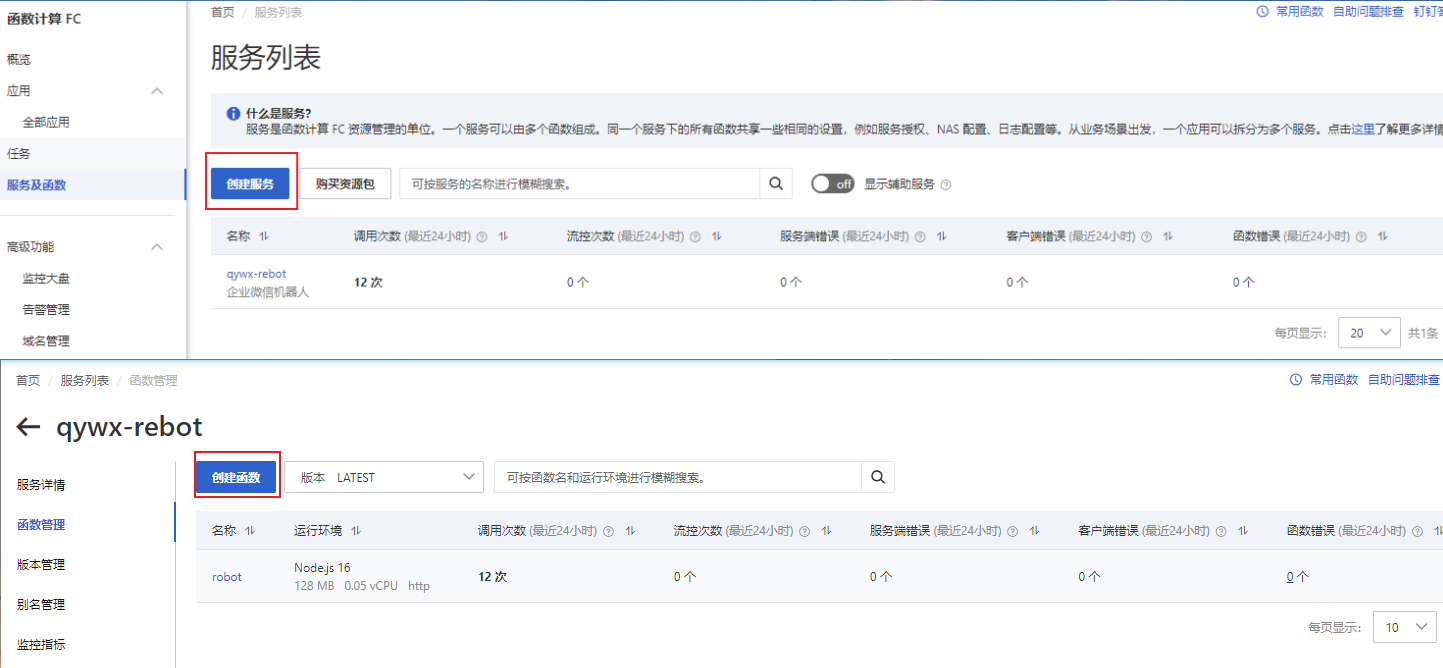 函数计算 FC
首页 / 服务列表
常用函数 自助问题排查 钉钉
概览
应用
全部应用
任务
服务及函数
高级功能
监控大盘
告警管理
域名管理
服务列表
什么是服务?
服务是函数计算 FC 资源管理的单位。一个服务可以由多个函数组成。同一个服务下的所有函数共享一些相同的设置，例如服务授权、NAS 配置、日志配置等。从业务场景出发，一个应用可以拆分为多个服务。点击这里了解更多详情
创建服务 购买资源包 可按服务的名称进行模糊搜索。 off 显示辅助服务
名称 调用次数 (最近24小时) 流控次数 (最近24小时) 服务端错误 (最近24小时) 客户端错误 (最近24小时) 函数错误 (最近24小时)
qywx-rebot 12 次 0 个 0 个 0 个 0 个
企业微信机器人
每页显示: 20 共1条
首页 / 服务列表 / 函数管理
常用函数 自助问题排查
qywx-rebot
服务详情
函数管理
版本管理
别名管理
监控指标
创建函数 版本 LATEST 可按函数名和运行环境进行模糊搜索。
名称 运行环境 调用次数 (最近24小时) 流控次数 (最近24小时) 服务端错误 (最近24小时) 客户端错误 (最近24小时) 函数错误 (最近24小时)
robot Node.js 16 12 次 0 个 0 个 0 个 0 个
128 MB 0.05 vCPU http
每页显示: 10